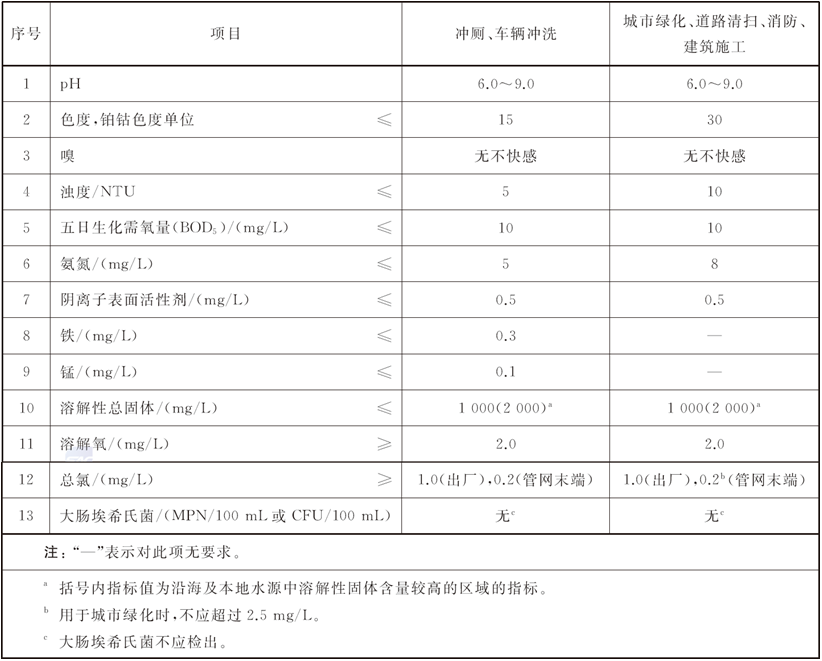 序号 项目 冲厕、车辆冲洗 城市绿化、道路清扫、消防、
建筑施工
1 pH 6.0～9.0 6.0～9.0
2 色度,铂钴色度单位 ≤ 15 30
3 嗅 无不快感 无不快感
4 浊度/NTU ≤ 5 10
5 五日生化需氧量(BOD₅)/(mg/L) ≤ 10 10
6 氨氮/(mg/L) ≤ 5 8
7 阴离子表面活性剂/(mg/L) ≤ 0.5 0.5
8 铁/(mg/L) ≤ 0.3 —
9 锰/(mg/L) ≤ 0.1 —
10 溶解性总固体/(mg/L) ≤ 1 000(2 000)ᵃ 1 000(2 000)ᵃ
11 溶解氧/(mg/L) ≥ 2.0 2.0
12 总氯/(mg/L) ≥ 1.0(出厂),0.2(管网末端) 1.0(出厂),0.2ᵇ(管网末端)
13 大肠埃希氏菌/(MPN/100 mL或CFU/100 mL) 无ᶜ 无ᶜ
注：“—”表示对此项无要求。
ᵃ 括号内指标值为沿海及本地水源中溶解性固体含量较高的区域的指标。
ᵇ 用于城市绿化时,不应超过2.5 mg/L。
ᶜ 大肠埃希氏菌不应检出。